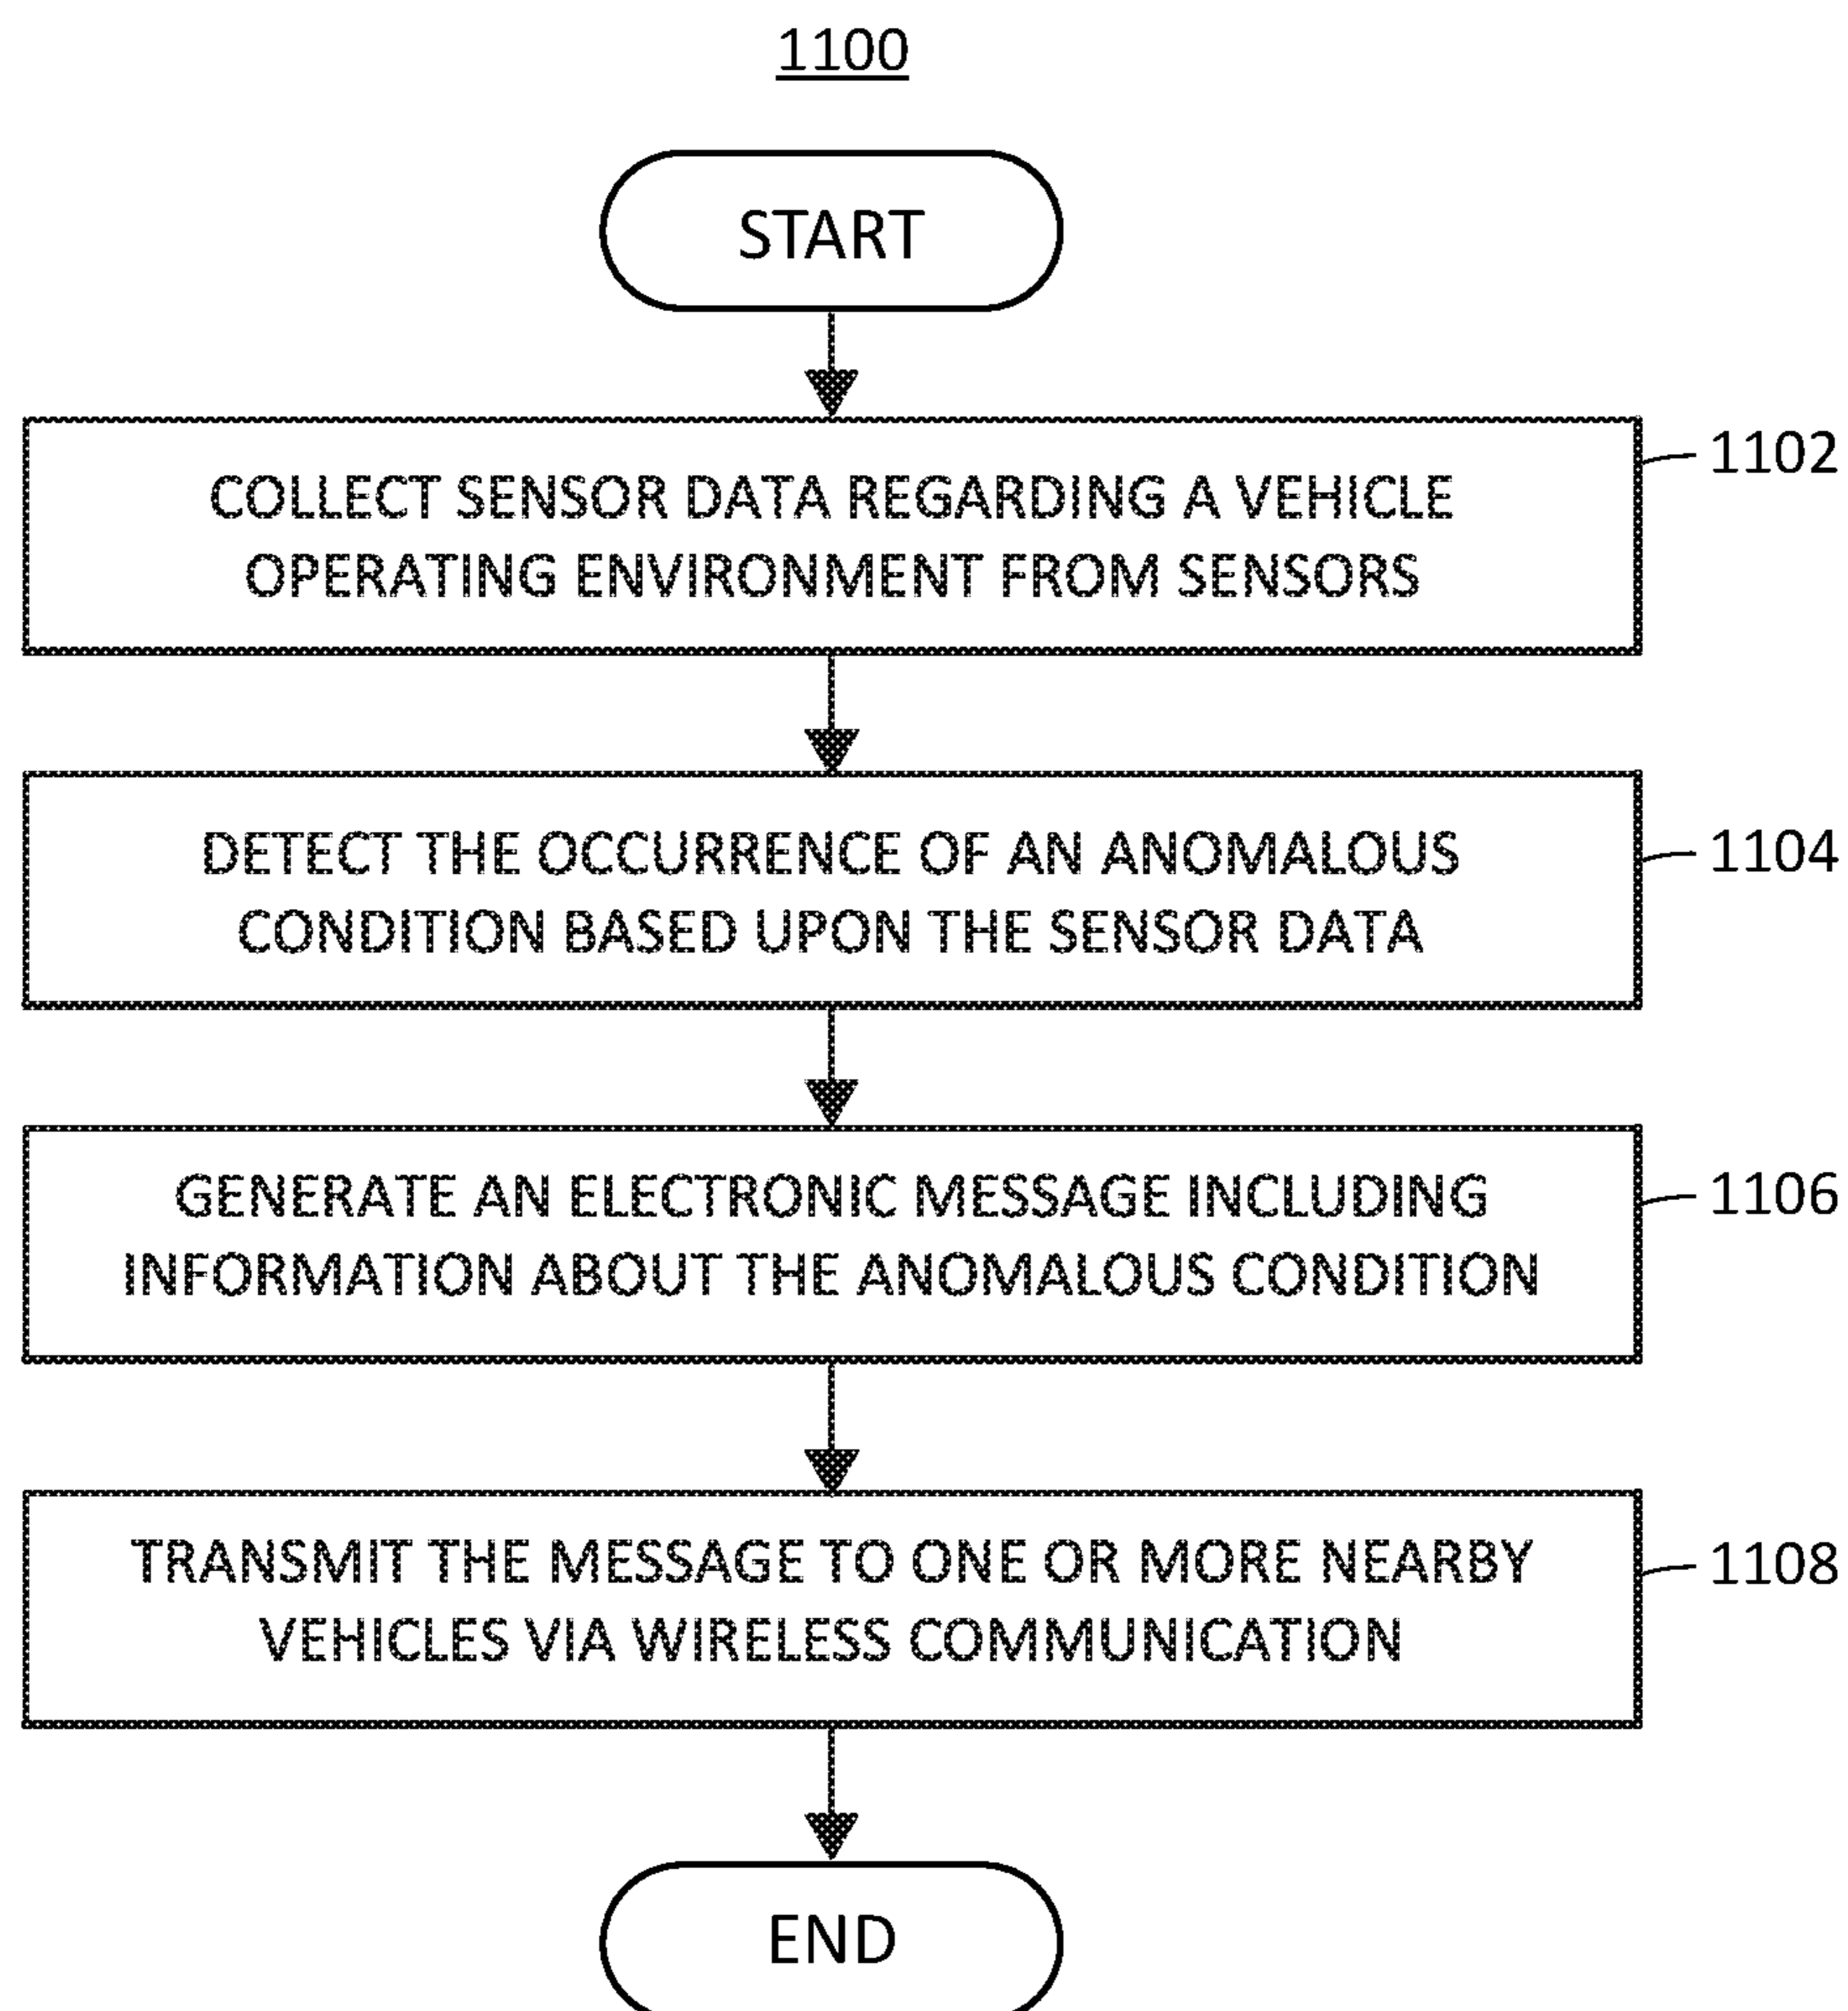 1100
START
COLLECT SENSOR DATA REGARDING A VEHICLE
OPERATING ENVIRONMENT FROM SENSORS
1102
DETECT THE OCCURRENCE OF AN ANOMALOUS
CONDITION BASED UPON THE SENSOR DATA
1104
GENERATE AN ELECTRONIC MESSAGE INCLUDING
INFORMATION ABOUT THE ANOMALOUS CONDITION
1106
TRANSMIT THE MESSAGE TO ONE OR MORE NEARBY
VEHICLES VIA WIRELESS COMMUNICATION
1108
END